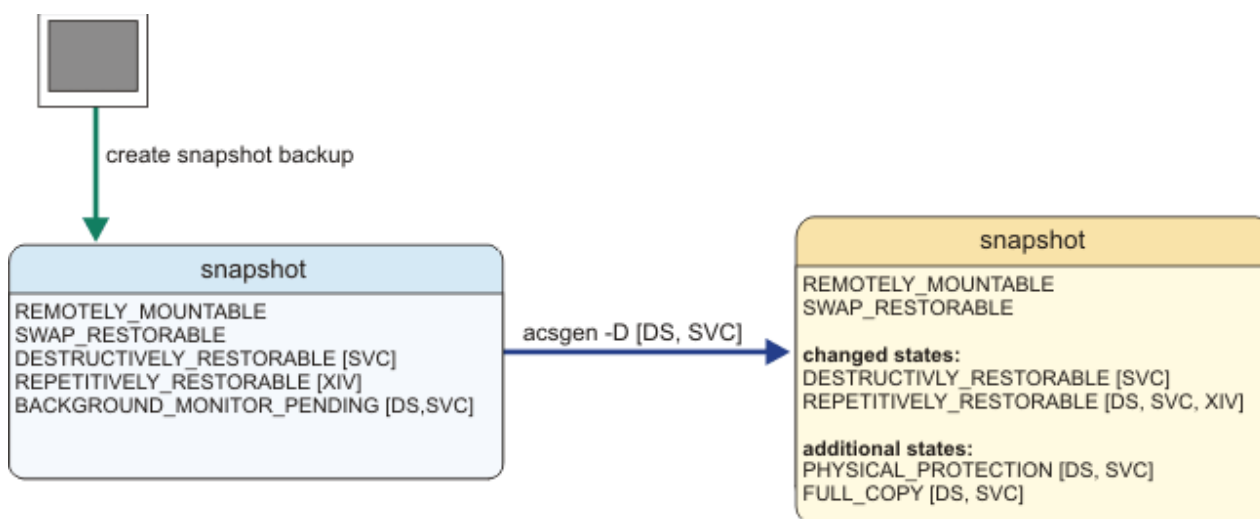 create snapshot backup
snapshot
REMOTELY_MOUNTABLE
SWAP_RESTORABLE
DESTRUCTIVELY_RESTORABLE [SVC]
REPETITIVELY_RESTORABLE [XIV]
BACKGROUND_MONITOR_PENDING [DS,SVC]
acsgen -D [DS, SVC]
snapshot
REMOTELY_MOUNTABLE
SWAP_RESTORABLE
changed states:
DESTRUCTIVLY_RESTORABLE [SVC]
REPETITIVELY_RESTORABLE [DS, SVC, XIV]
additional states:
PHYSICAL_PROTECTION [DS, SVC]
FULL_COPY [DS, SVC]